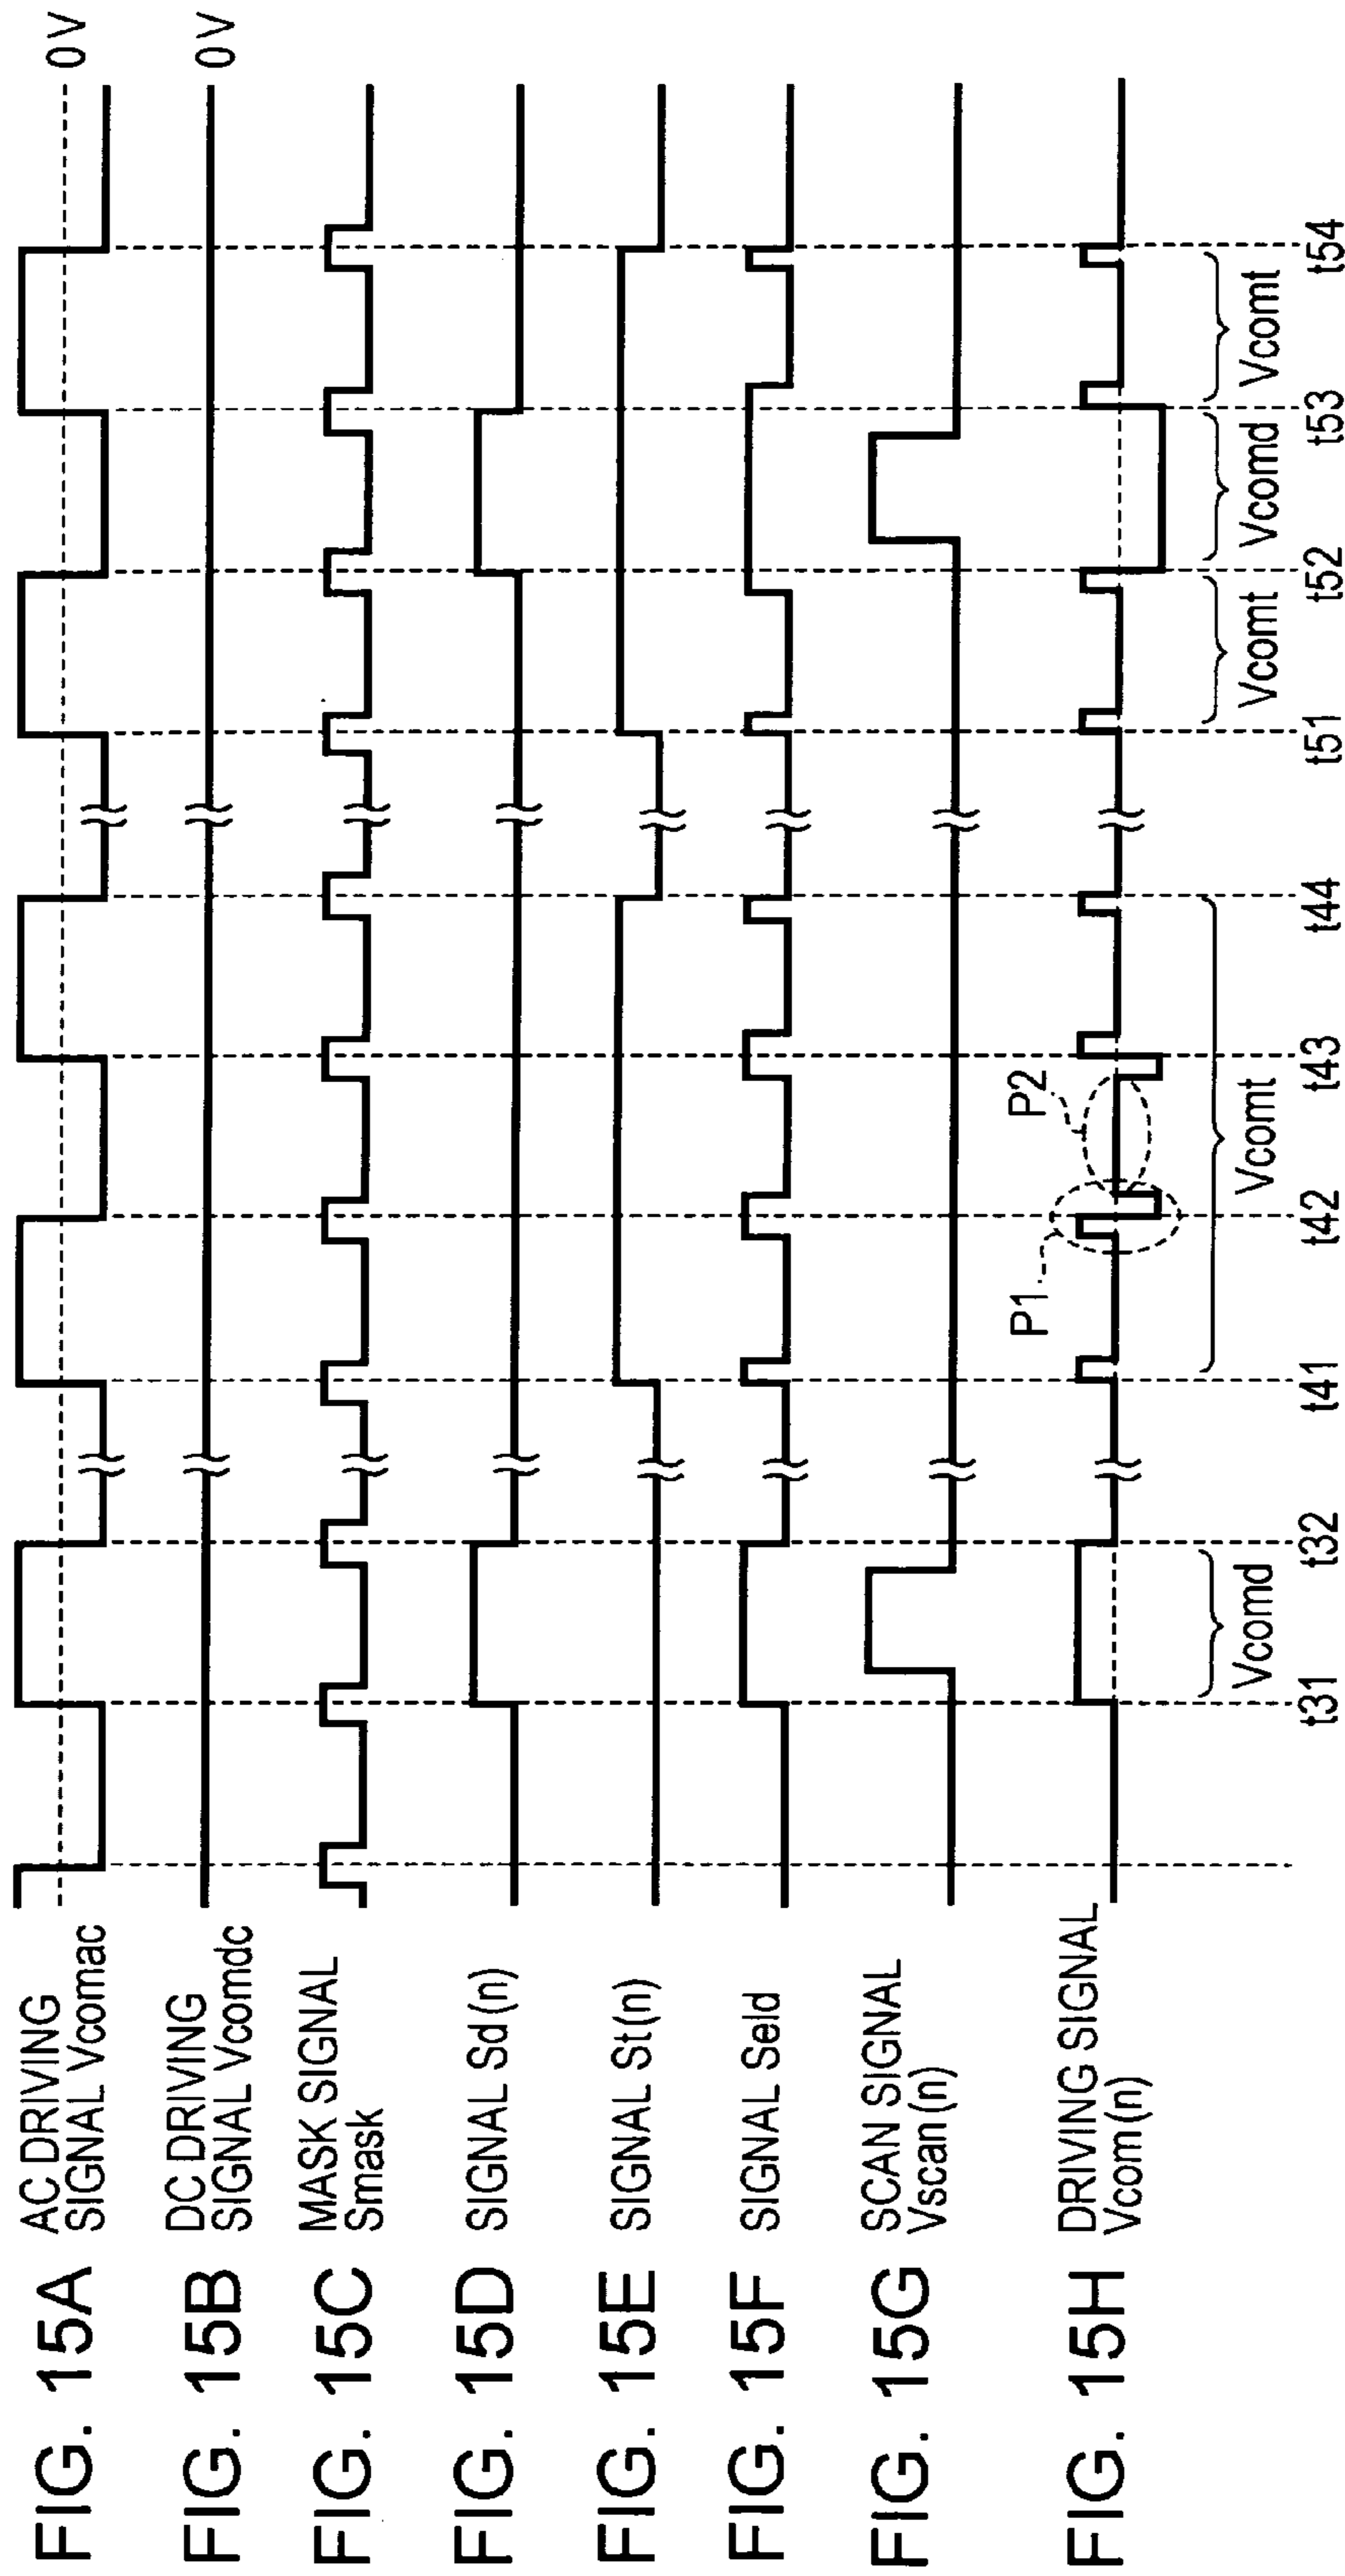 FIG. 15A AC DRIVING
SIGNAL Vcomac
0 V
FIG. 15B DC DRIVING
SIGNAL Vcomdc
0 V
FIG. 15C MASK SIGNAL
Smask
FIG. 15D SIGNAL Sd(n)
FIG. 15E SIGNAL St(n)
FIG. 15F SIGNAL Seld
FIG. 15G SCAN SIGNAL
Vscan(n)
FIG. 15H DRIVING SIGNAL
Vcom(n)
P1 P2
Vcomd Vcomt Vcomt Vcomd Vcomt
t31 t32 t41 t42 t43 t44 t51 t52 t53 t54